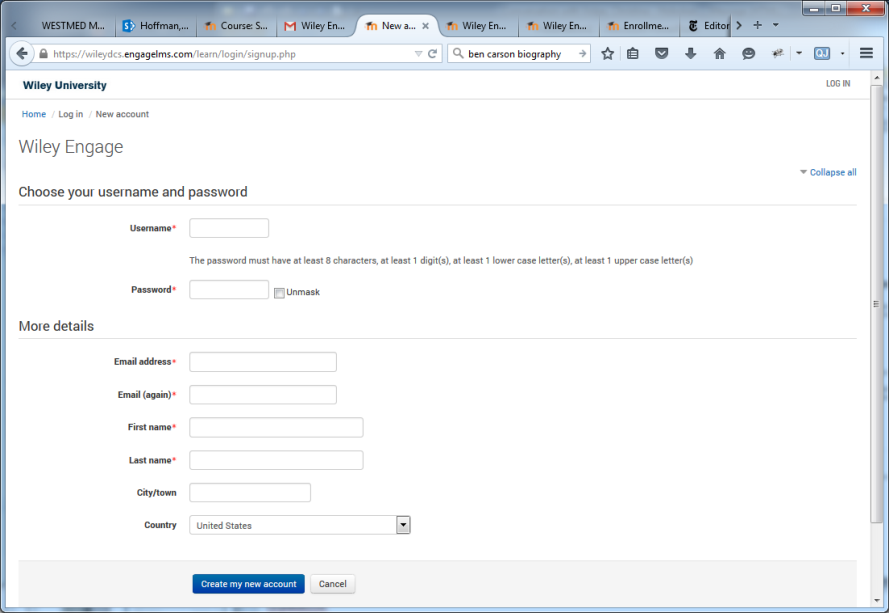 WESTMED M...
Hoffman,...
Course: S...
Wiley En...
New a...
Wiley En...
Wiley En...
Enrollme...
Editor
https://wileydcs.engagelms.com/learn/login/signup.php
ben carson biography
Wiley University
LOG IN
Home / Log in / New account
Wiley Engage
Collapse all
Choose your username and password
Username*
The password must have at least 8 characters, at least 1 digit(s), at least 1 lower case letter(s), at least 1 upper case letter(s)
Password*
Unmask
More details
Email address*
Email (again)*
First name*
Last name*
City/town
Country
United States
Create my new account
Cancel